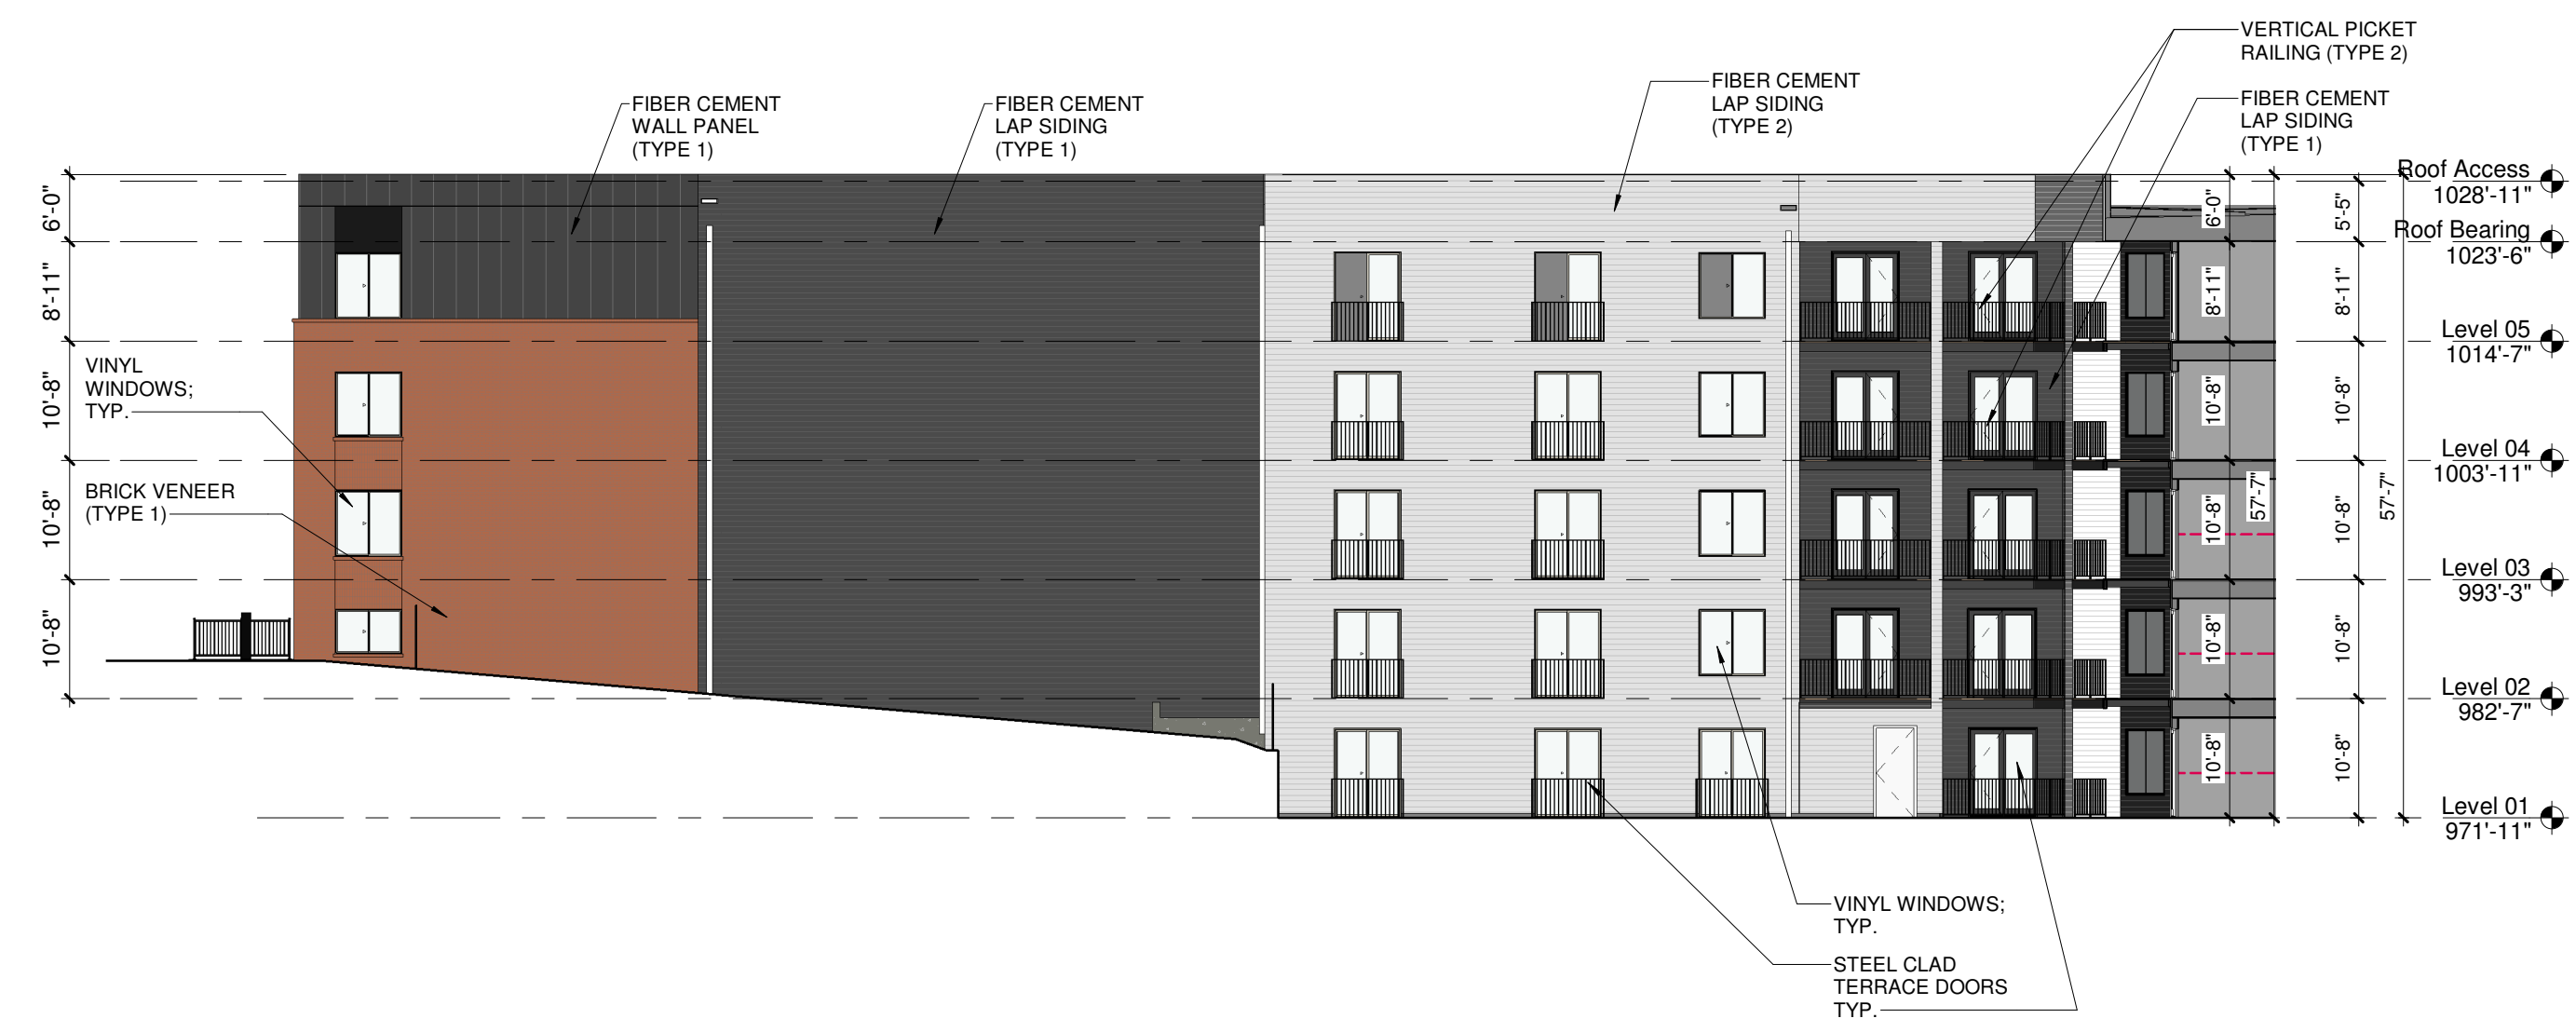 VERTICAL PICKET
RAILING (TYPE 2)
FIBER CEMENT
LAP SIDING
(TYPE 2)
FIBER CEMENT
WALL PANEL
(TYPE 1)
FIBER CEMENT
LAP SIDING
(TYPE 1)
FIBER CEMENT
LAP SIDING
(TYPE 1)
Roof Access
1028'-11"
Roof Bearing
1023'-6"
Level 05
1014'-7"
Level 04
1003'-11"
Level 03
993'-3"
Level 02
982'-7"
Level 01
971'-11"
6'-0"
8'-11"
10'-8"
10'-8"
10'-8"
VINYL
WINDOWS;
TYP.
BRICK VENEER
(TYPE 1)
6'-0"
8'-11"
10'-8"
10'-8"
10'-8"
10'-8"
57'-7"
5'-5"
8'-11"
10'-8"
10'-8"
10'-8"
10'-8"
57'-7"
VINYL WINDOWS;
TYP.
STEEL CLAD
TERRACE DOORS
TYP.